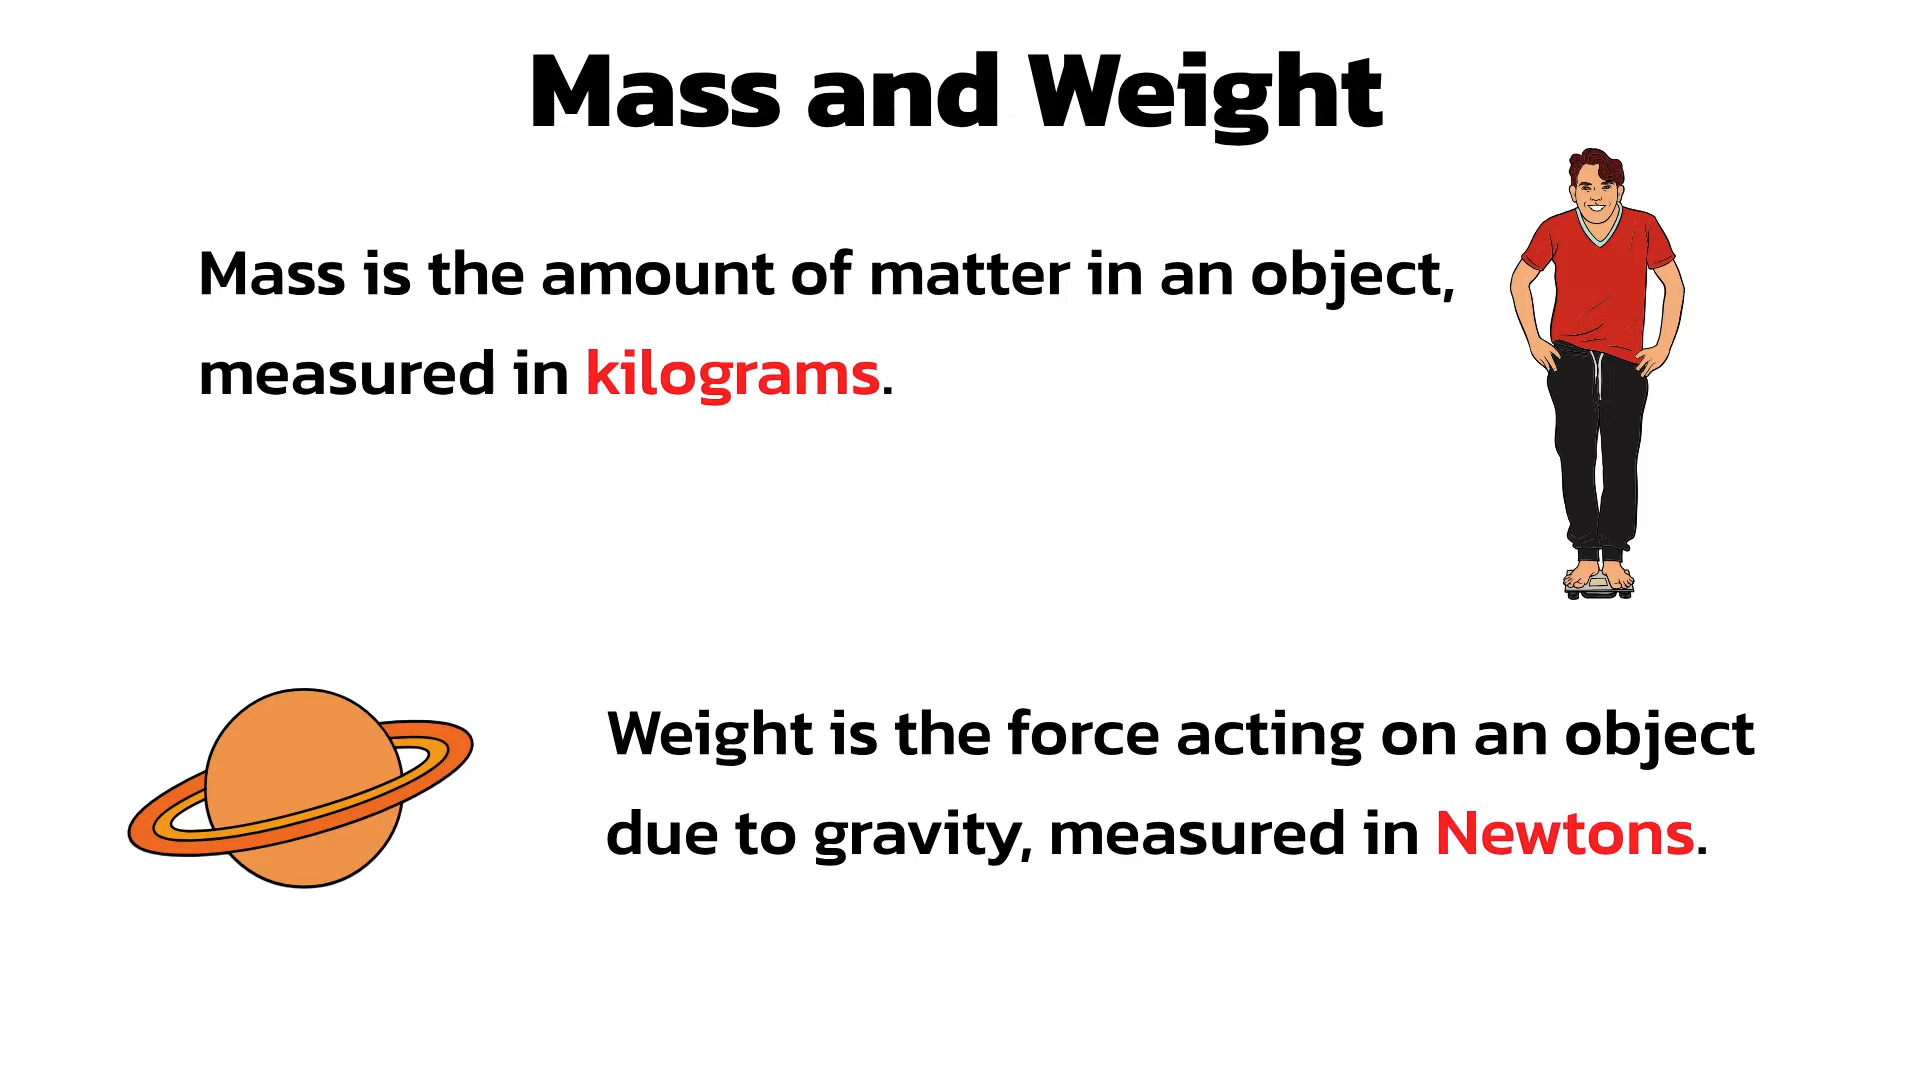 Mass and Weight
Mass is the amount of matter in an object,
measured in kilograms.
Weight is the force acting on an object
due to gravity, measured in Newtons.